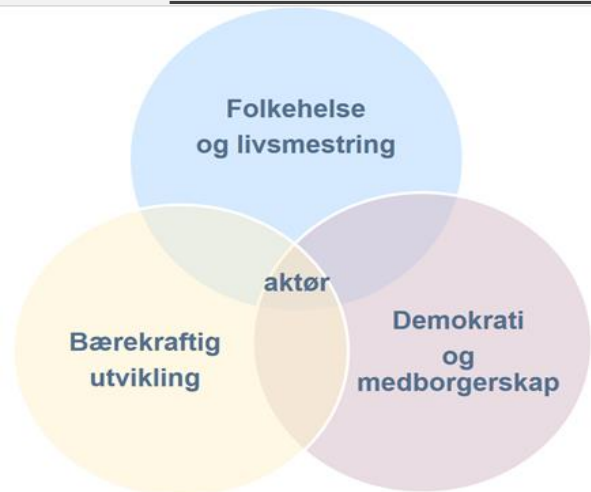 Folkehelse
og livsmestring
aktør
Bærekraftig
utvikling
Demokrati
og
medborgerskap